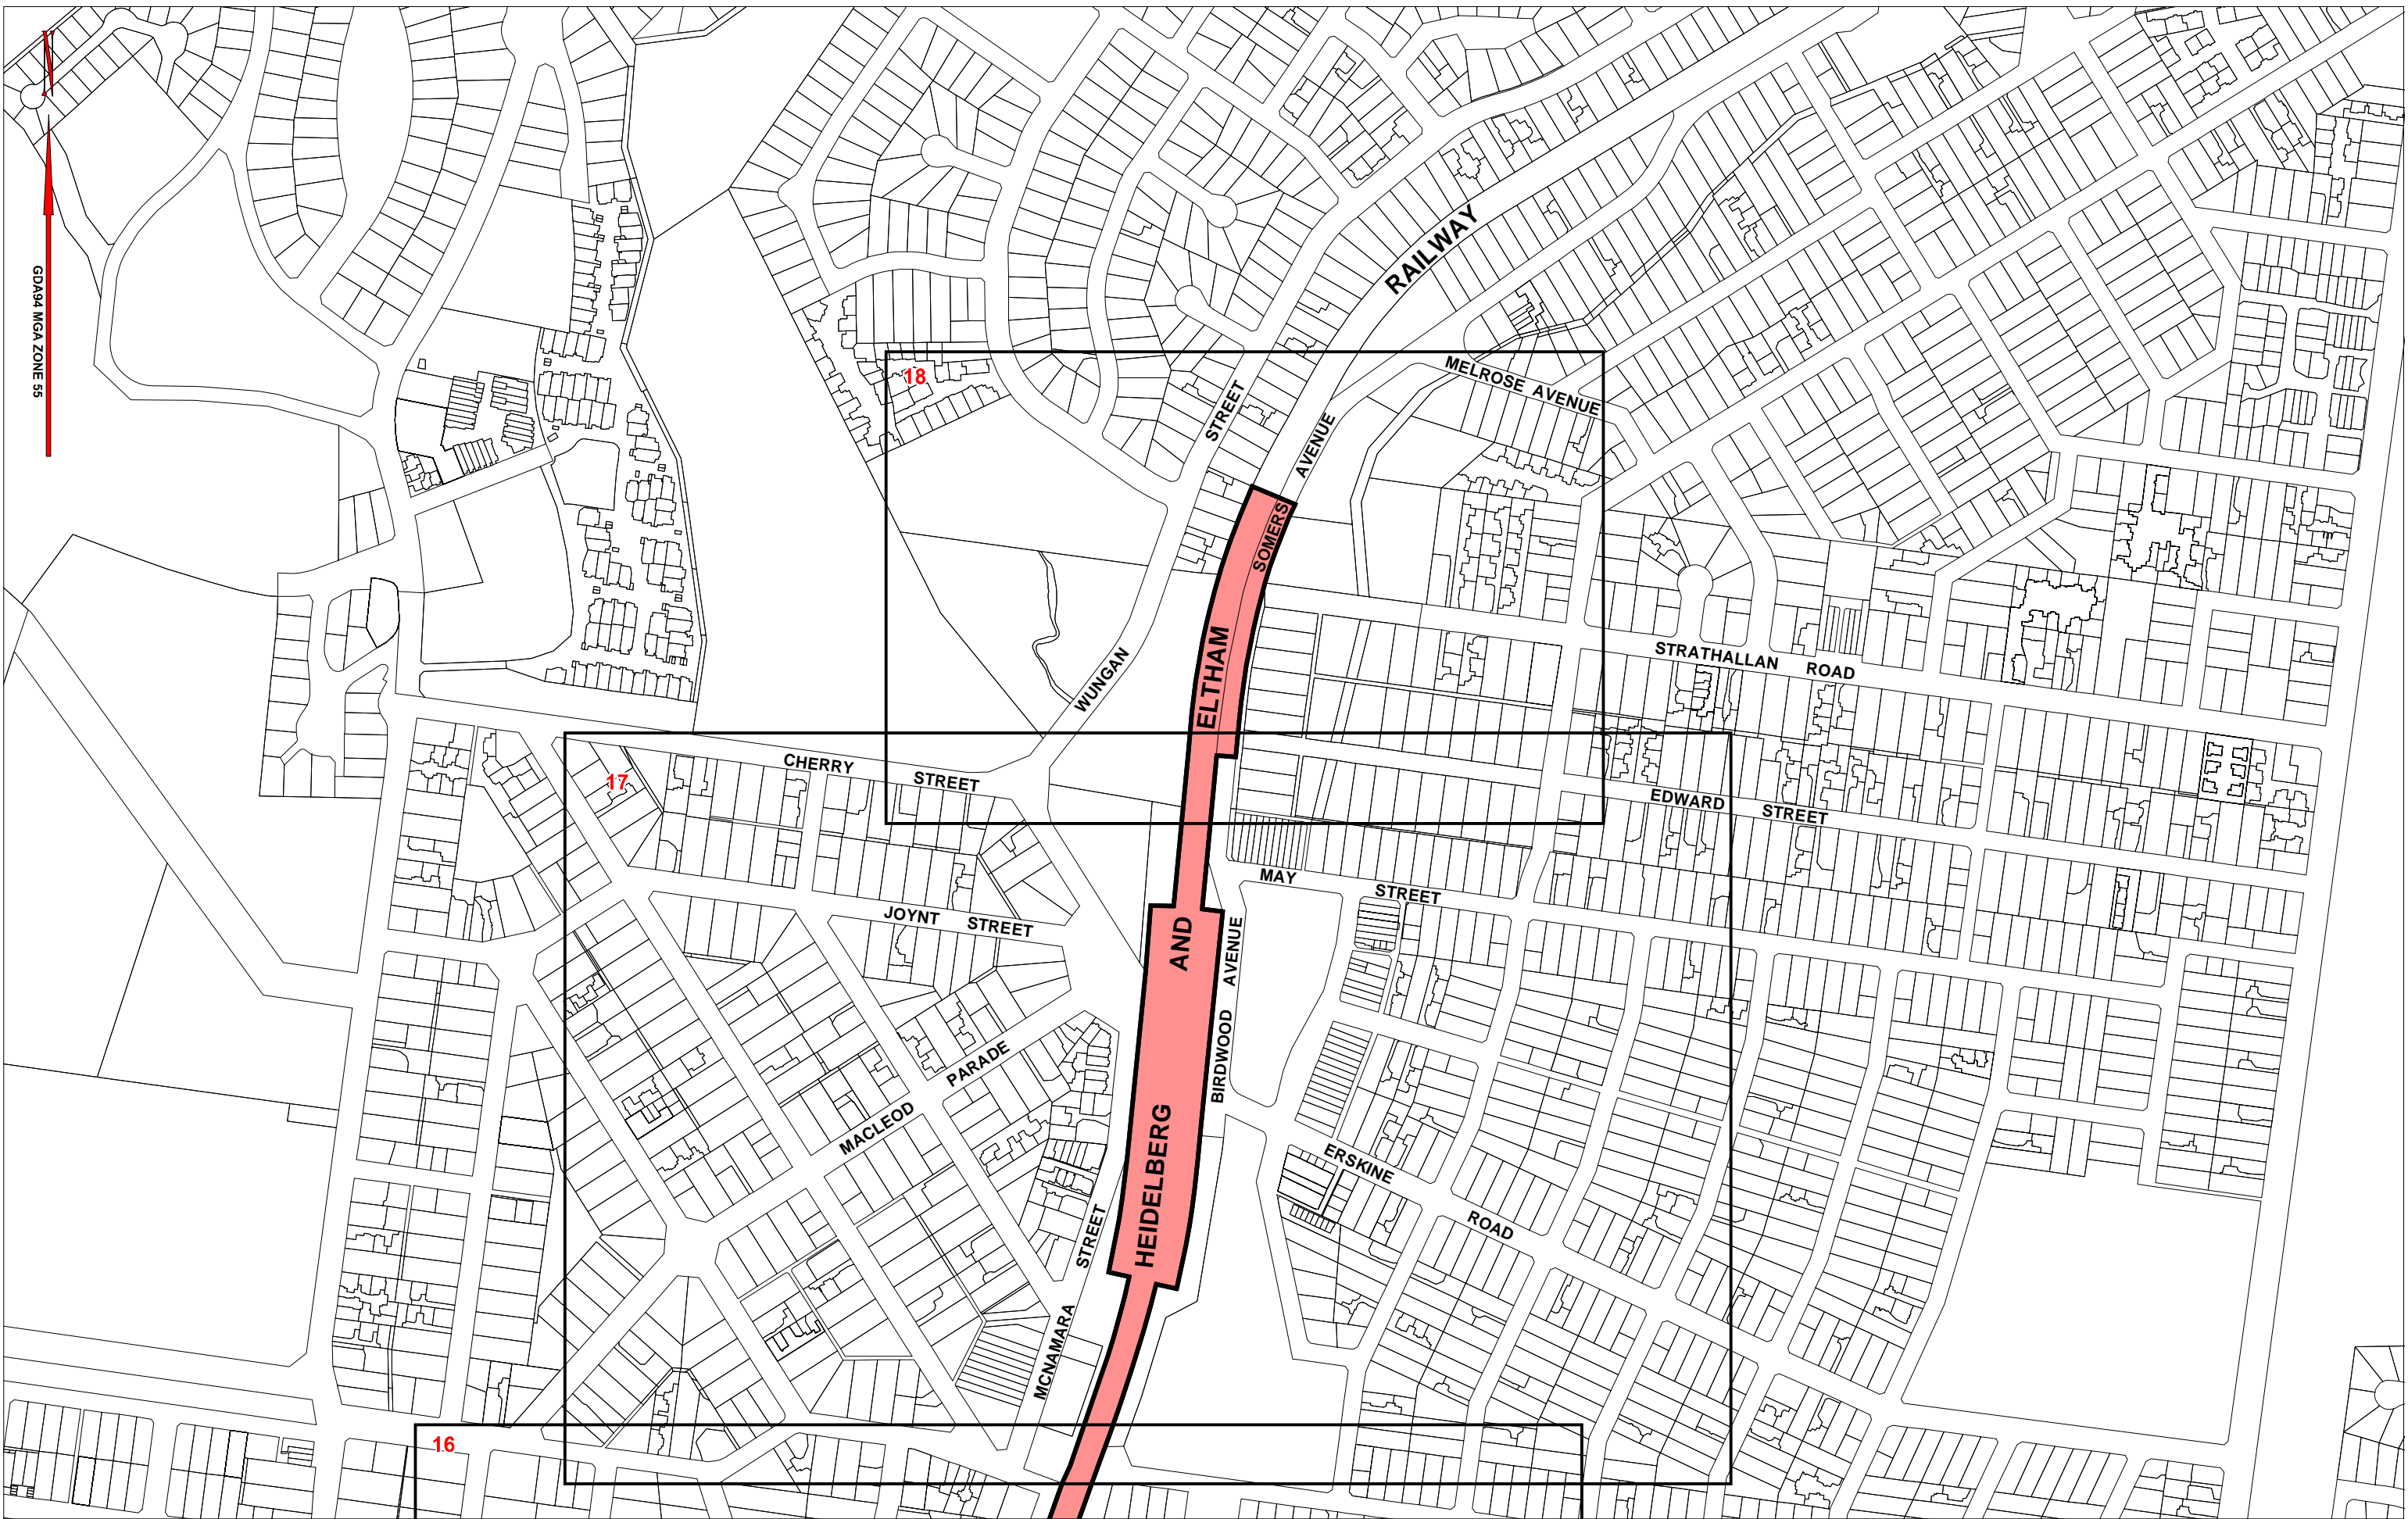 GDA94 MGA ZONE 55
RAILWAY
18
MELROSE AVENUE
STREET
AVENUE
SOMERS
STRATHALLAN ROAD
WUNGAN
ELTHAM
17
CHERRY STREET
EDWARD STREET
MAY STREET
JOYNT STREET
AND
BIRDWOOD AVENUE
PARADE
MACLEOD
HEIDELBERG
ERSKINE ROAD
STREET
MCNAMARA
16